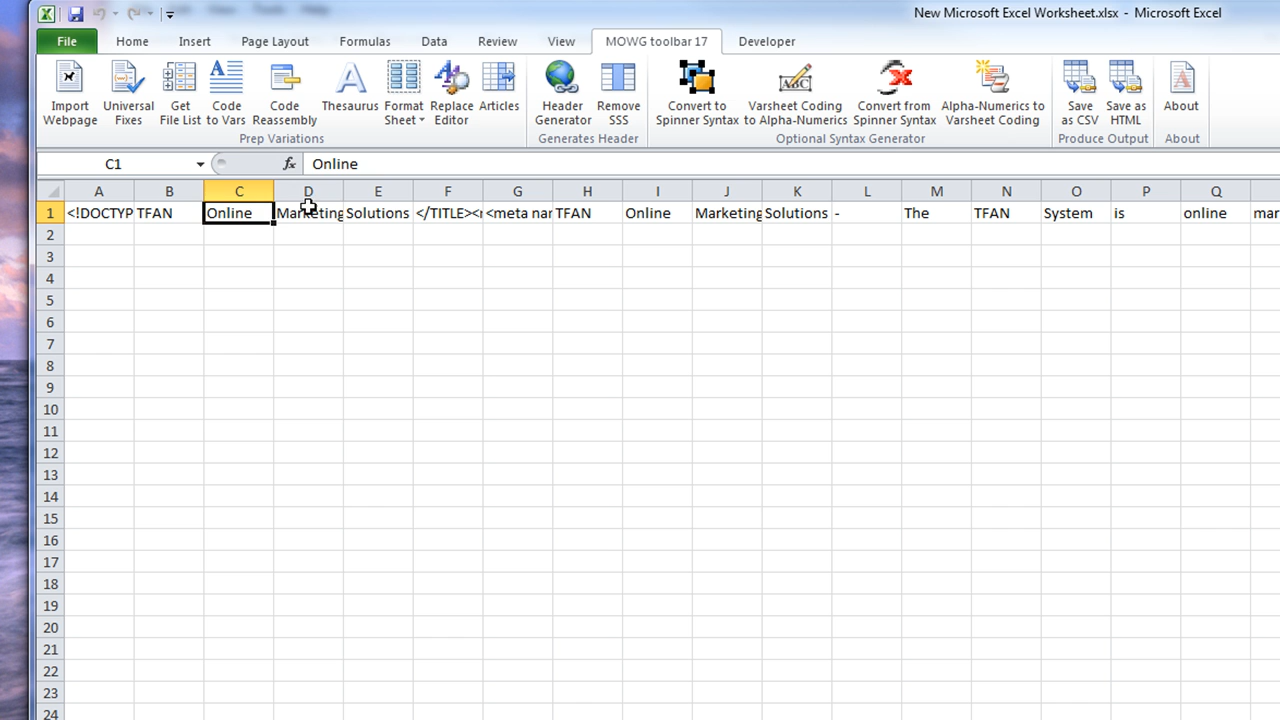 New Microsoft Excel Worksheet.xlsx - Microsoft Excel
File Home Insert Page Layout Formulas Data Review View MOWG toolbar 17 Developer
Import Webpage
Universal Fixes
Get File List
Code to Vars
Code Reassembly
Thesaurus
Format Sheet
Replace Editor
Articles
Header Generator
Remove SSS
Convert to Spinner Syntax
Varsheet Coding to Alpha-Numerics
Convert from Spinner Syntax
Alpha-Numerics to Varsheet Coding
Save as CSV
Save as HTML
About
Prep Variations Generates Header Optional Syntax Generator Produce Output About
C1 fx Online
A B C D E F G H I J K L M N O P Q
1 <!DOCTYP TFAN Online Marketing Solutions </TITLE>< <meta nar TFAN Online Marketing Solutions - The TFAN System is online mar
2
3
4
5
6
7
8
9
10
11
12
13
14
15
16
17
18
19
20
21
22
23
24